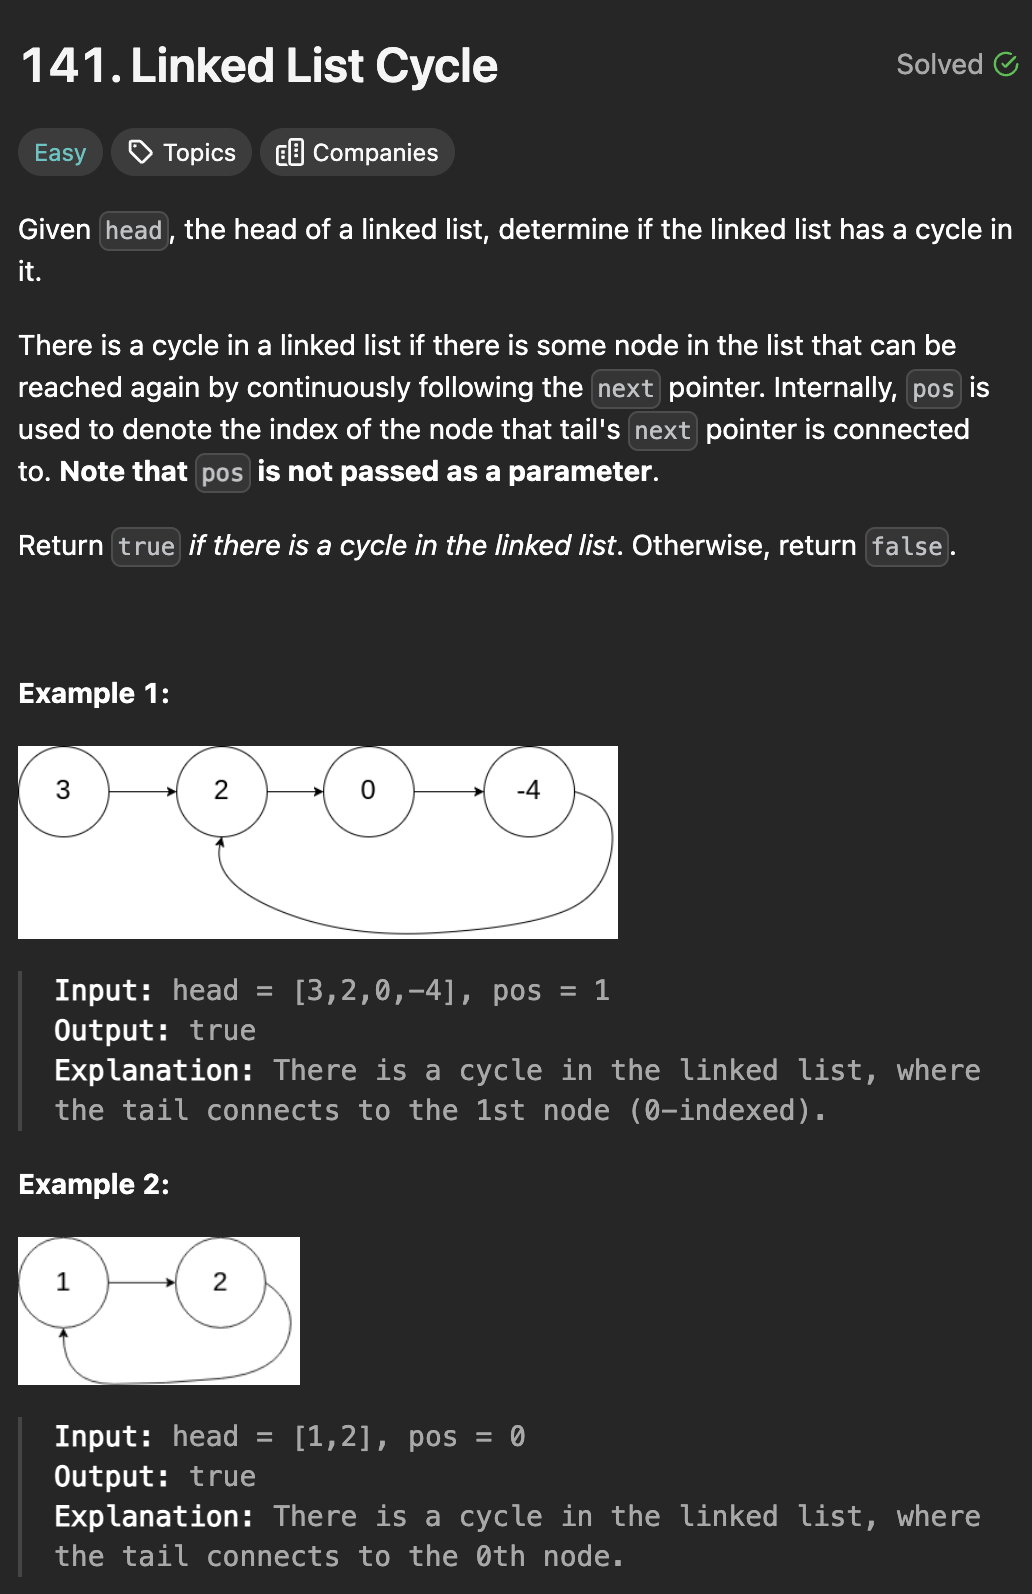 141. Linked List Cycle
Solved
Easy
Topics
Companies
Given head, the head of a linked list, determine if the linked list has a cycle in
it.
There is a cycle in a linked list if there is some node in the list that can be
reached again by continuously following the next pointer. Internally, pos is
used to denote the index of the node that tail's next pointer is connected
to. Note that pos is not passed as a parameter.
Return true if there is a cycle in the linked list. Otherwise, return false.
Example 1:
3 2 0 -4
Input: head = [3,2,0,-4], pos = 1
Output: true
Explanation: There is a cycle in the linked list, where
the tail connects to the 1st node (0-indexed).
Example 2:
1 2
Input: head = [1,2], pos = 0
Output: true
Explanation: There is a cycle in the linked list, where
the tail connects to the 0th node.